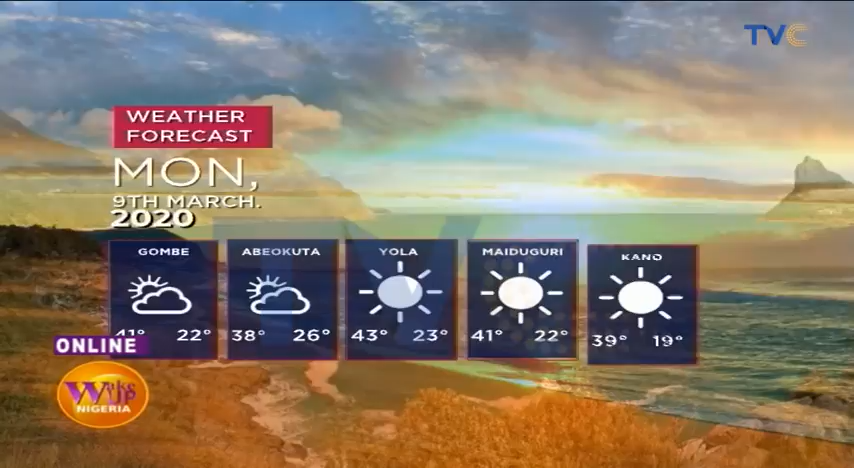 TVC
WEATHER
FORECAST
MON,
9TH MARCH.
2020
GOMBE
ABEOKUTA
YOLA
MAIDUGURI
KANO
41° 22°
38° 26°
43° 23°
41° 22°
39° 19°
ONLINE
Wake
UP
NIGERIA